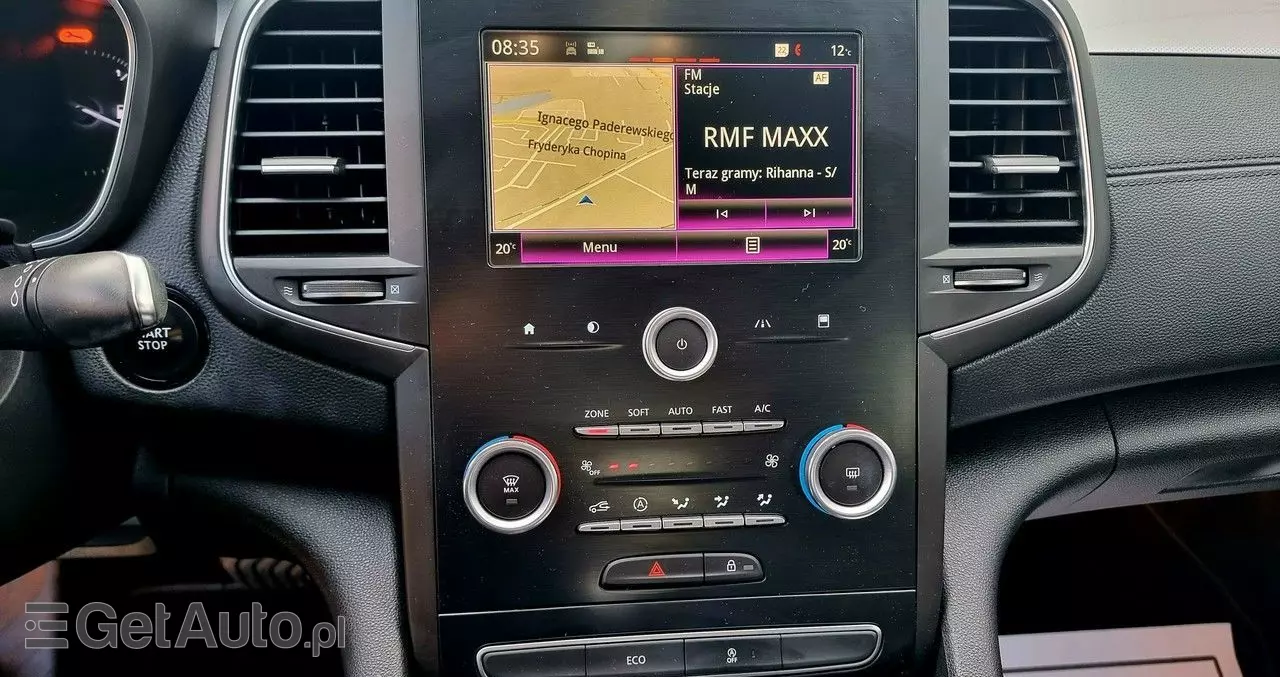 08:35
22
12°C
FM
AF
Stacje
RMF MAXX
Teraz gramy: Rihanna - S/
M
Ignacego Paderewskiego
Fryderyka Chopina
20°C
Menu
20°C
START
STOP
ZONE SOFT AUTO FAST A/C
OFF
MAX
A
ECO
A
OFF
GetAuto.pl